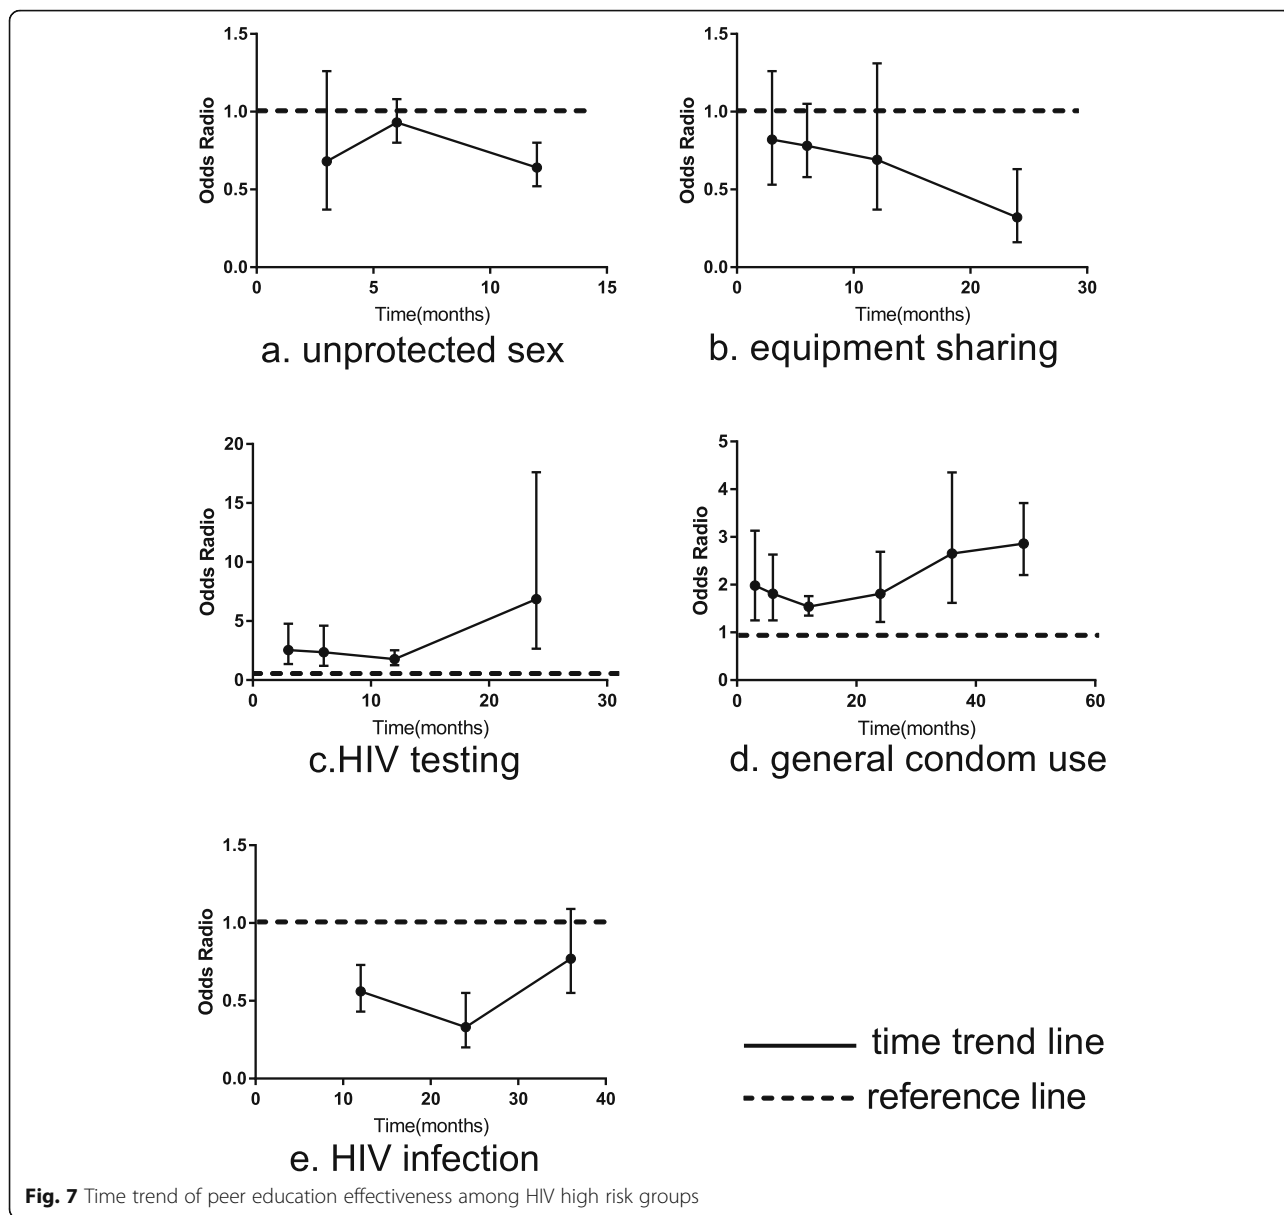 1.5
1.0
0.5
0.0
Odds Radio
0 5 10 15
Time(months)
a. unprotected sex
1.5
1.0
0.5
0.0
Odds Radio
0 10 20 30
Time(months)
b. equipment sharing
20
15
10
5
0
Odds Radio
0 10 20 30
Time(months)
c.HIV testing
5
4
3
2
1
0
Odds Radio
0 20 40 60
Time(months)
d. general condom use
1.5
1.0
0.5
0.0
Odds Radio
0 10 20 30 40
Time(months)
e. HIV infection
time trend line
reference line
Fig. 7 Time trend of peer education effectiveness among HIV high risk groups